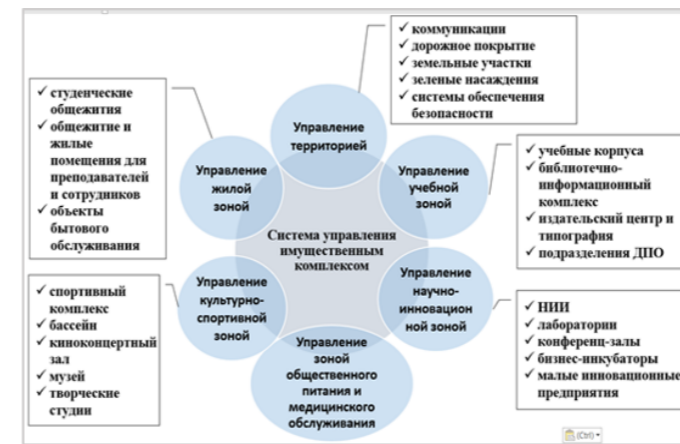 ✓ коммуникации
✓ дорожное покрытие
✓ земельные участки
✓ зеленые насаждения
✓ системы обеспечения
безопасности
✓ студенческие
общежития
✓ общежитие и
жилые
помещения для
преподавателей
и сотрудников
✓ объекты
бытового
обслуживания
Управление
территорией
Управление
жилой
зоной
Управление
учебной
зоной
✓ учебные корпуса
✓ библиотечно-
информационный
комплекс
✓ издательский центр и
типография
✓ подразделения ДПО
Система управления
имущественным
комплексом
✓ спортивный
комплекс
✓ бассейн
✓ киноконцертный
зал
✓ музей
✓ творческие
студии
Управление
культурно-
спортивной
зоной
Управление
научно-
инновацион
ной зоной
✓ НИИ
✓ лаборатории
✓ конференц-залы
✓ бизнес-инкубаторы
✓ малые инновационные
предприятия
Управление
зоной
общественного
питания и
медицинского
обслуживания
(Ctrl)